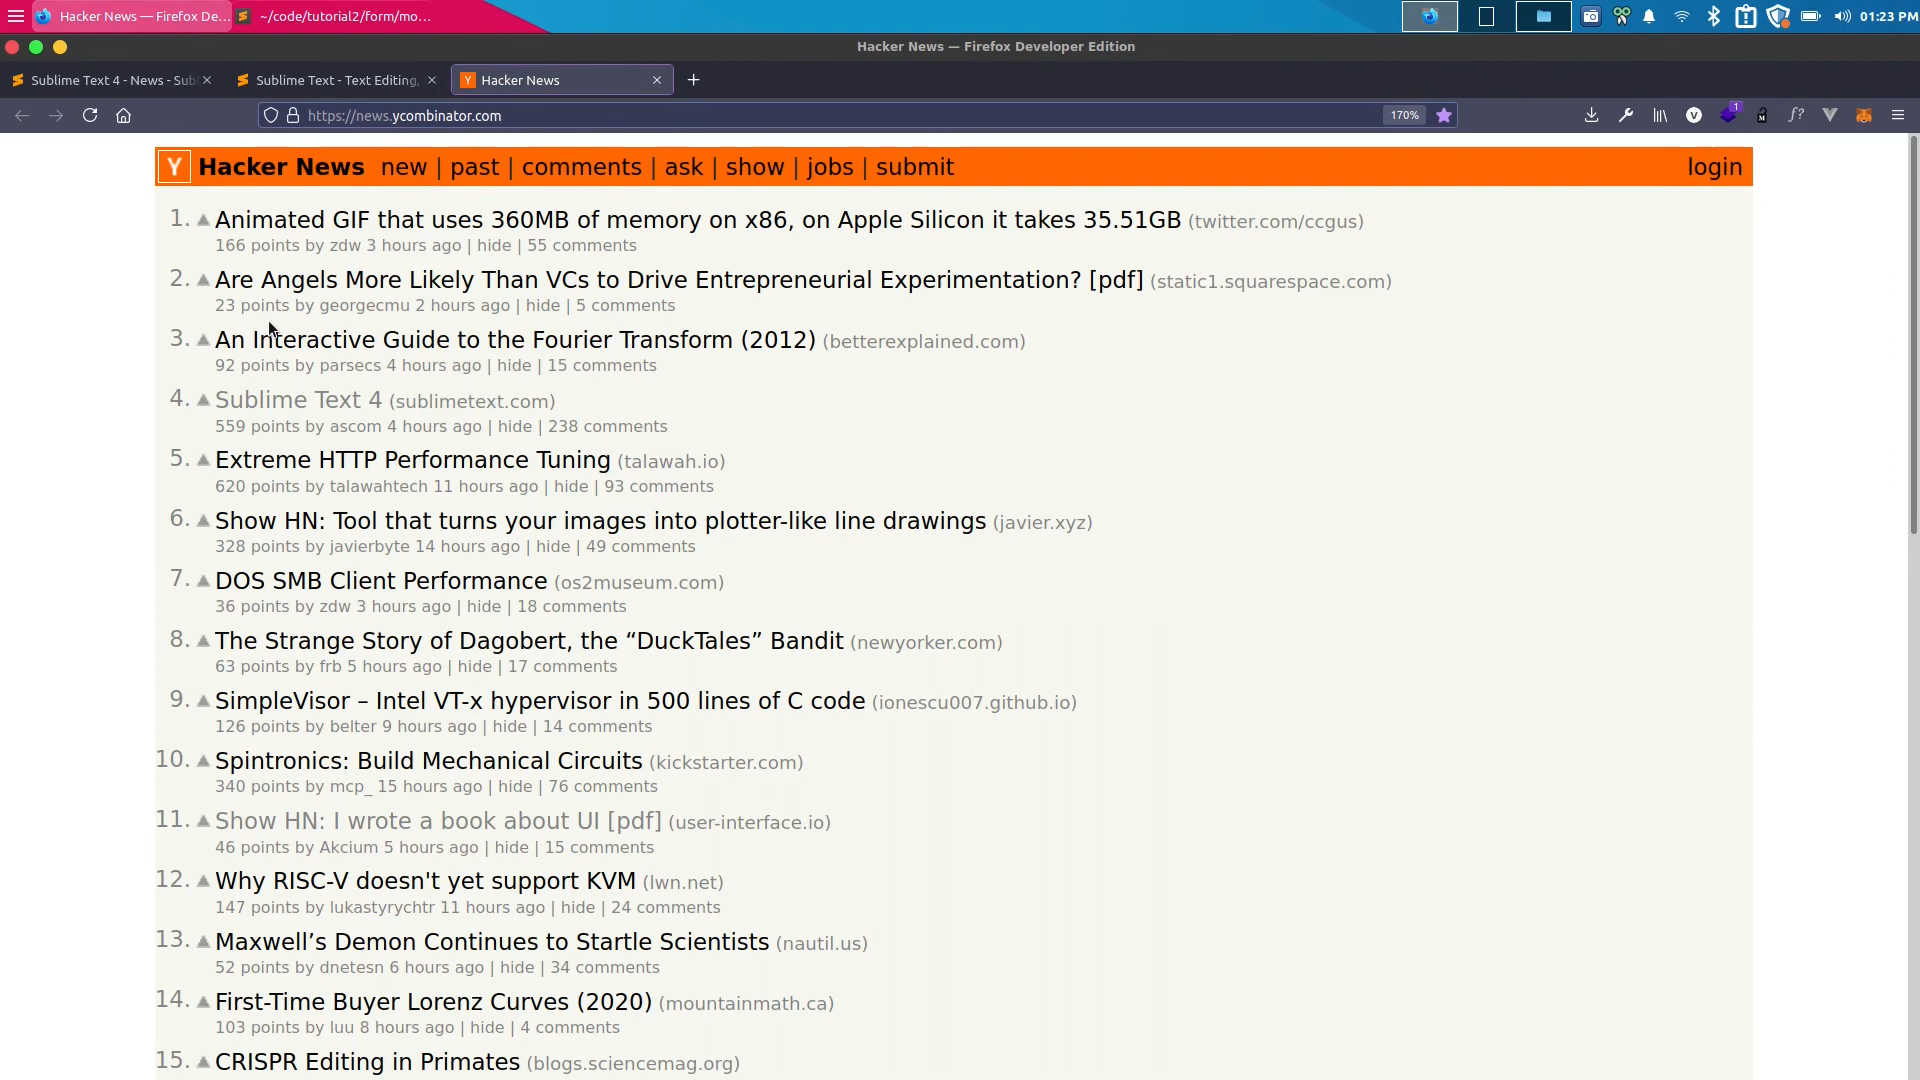 Hacker News — Firefox De...
~/code/tutorial2/form/mo...
01:23 PM
Hacker News — Firefox Developer Edition
Sublime Text 4 - News - Sub
Sublime Text - Text Editing,
Y Hacker News
https://news.ycombinator.com
170%
1
V
M
f?
Y Hacker News new | past | comments | ask | show | jobs | submit login
1. Animated GIF that uses 360MB of memory on x86, on Apple Silicon it takes 35.51GB (twitter.com/ccgus)
166 points by zdw 3 hours ago | hide | 55 comments
2. Are Angels More Likely Than VCs to Drive Entrepreneurial Experimentation? [pdf] (static1.squarespace.com)
23 points by georgecmu 2 hours ago | hide | 5 comments
3. An Interactive Guide to the Fourier Transform (2012) (betterexplained.com)
92 points by parsecs 4 hours ago | hide | 15 comments
4. Sublime Text 4 (sublimetext.com)
559 points by ascom 4 hours ago | hide | 238 comments
5. Extreme HTTP Performance Tuning (talawah.io)
620 points by talawahtech 11 hours ago | hide | 93 comments
6. Show HN: Tool that turns your images into plotter-like line drawings (javier.xyz)
328 points by javierbyte 14 hours ago | hide | 49 comments
7. DOS SMB Client Performance (os2museum.com)
36 points by zdw 3 hours ago | hide | 18 comments
8. The Strange Story of Dagobert, the “DuckTales” Bandit (newyorker.com)
63 points by frb 5 hours ago | hide | 17 comments
9. SimpleVisor – Intel VT-x hypervisor in 500 lines of C code (ionescu007.github.io)
126 points by belter 9 hours ago | hide | 14 comments
10. Spintronics: Build Mechanical Circuits (kickstarter.com)
340 points by mcp_ 15 hours ago | hide | 76 comments
11. Show HN: I wrote a book about UI [pdf] (user-interface.io)
46 points by Akcium 5 hours ago | hide | 15 comments
12. Why RISC-V doesn't yet support KVM (lwn.net)
147 points by lukastyrychtr 11 hours ago | hide | 24 comments
13. Maxwell’s Demon Continues to Startle Scientists (nautil.us)
52 points by dnetesn 6 hours ago | hide | 34 comments
14. First-Time Buyer Lorenz Curves (2020) (mountainmath.ca)
103 points by luu 8 hours ago | hide | 4 comments
15. CRISPR Editing in Primates (blogs.sciencemag.org)